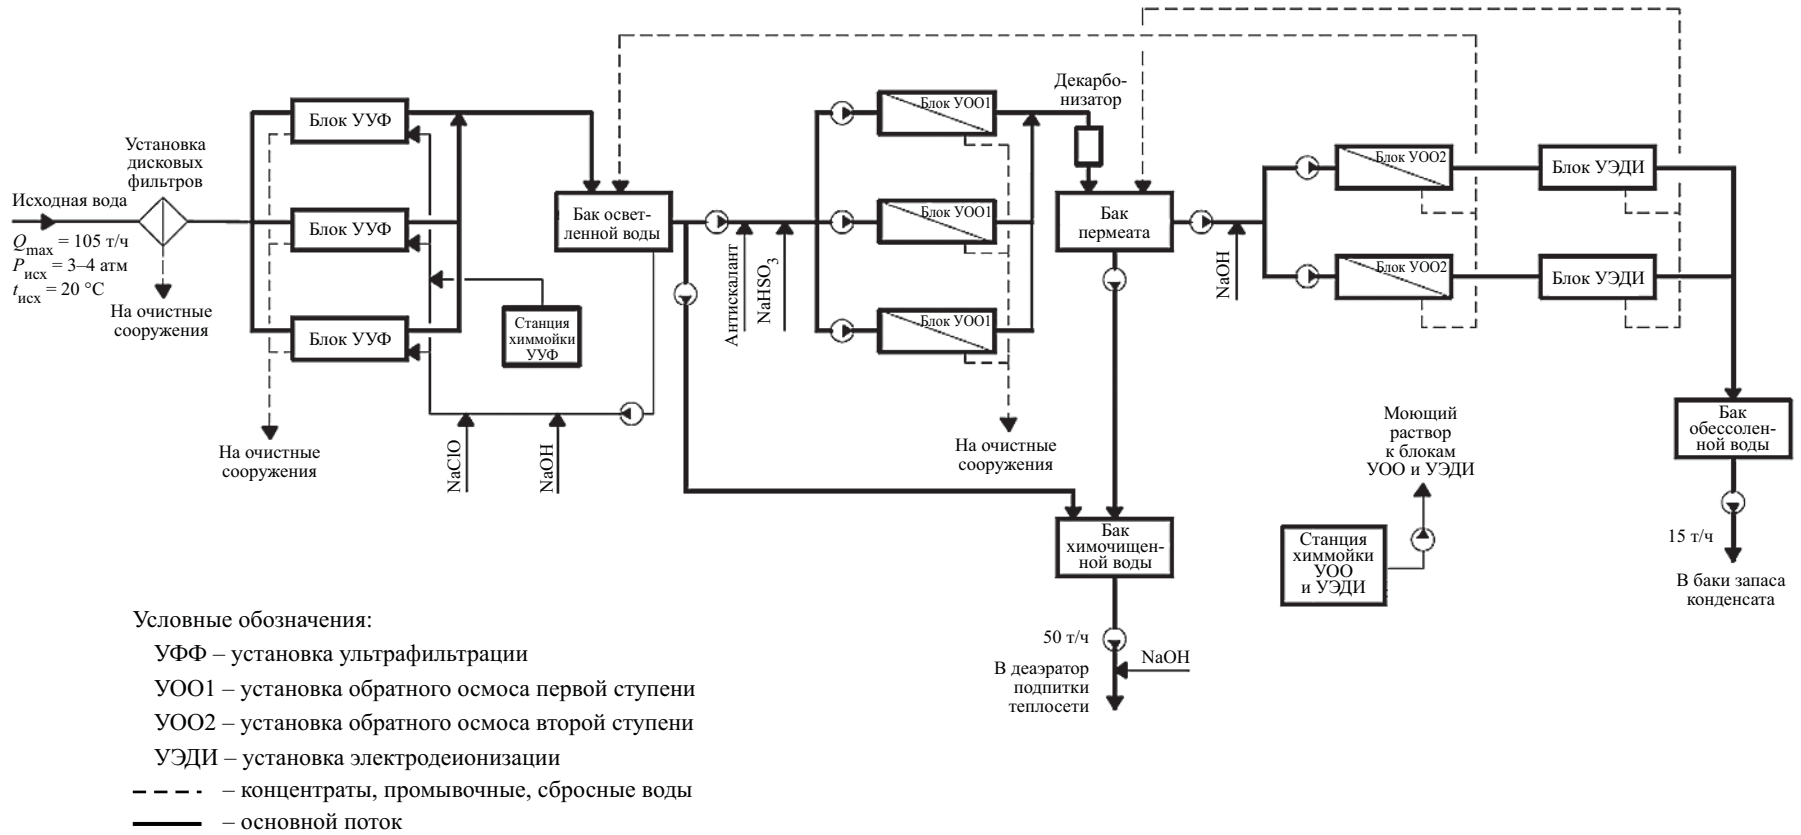 Исходная вода
Qmax = 105 т/ч
Pисх = 3–4 атм
tисх = 20 °C
Установка
дисковых
фильтров
На очистные
сооружения
Блок УУФ
Блок УУФ
Блок УУФ
На очистные
сооружения
Станция
химмойки
УУФ
NaClO
NaOH
Бак освет-
ленной воды
Антискалант
NaHSO3
Блок УОО1
Блок УОО1
Блок УОО1
На очистные
сооружения
Декарбо-
низатор
Бак
пермеата
NaOH
Блок УОО2
Блок УОО2
Блок УЭДИ
Блок УЭДИ
Бак
обессолен-
ной воды
15 т/ч
В баки запаса
конденсата
Моющий
раствор
к блокам
УОО и УЭДИ
Станция
химмойки
УОО
и УЭДИ
Бак
химочищен-
ной воды
50 т/ч
NaOH
В деаэратор
подпитки
теплосети
Условные обозначения:
УФФ – установка ультрафильтрации
УОО1 – установка обратного осмоса первой ступени
УОО2 – установка обратного осмоса второй ступени
УЭДИ – установка электродеионизации
– концентраты, промывочные, сбросные воды
– основной поток